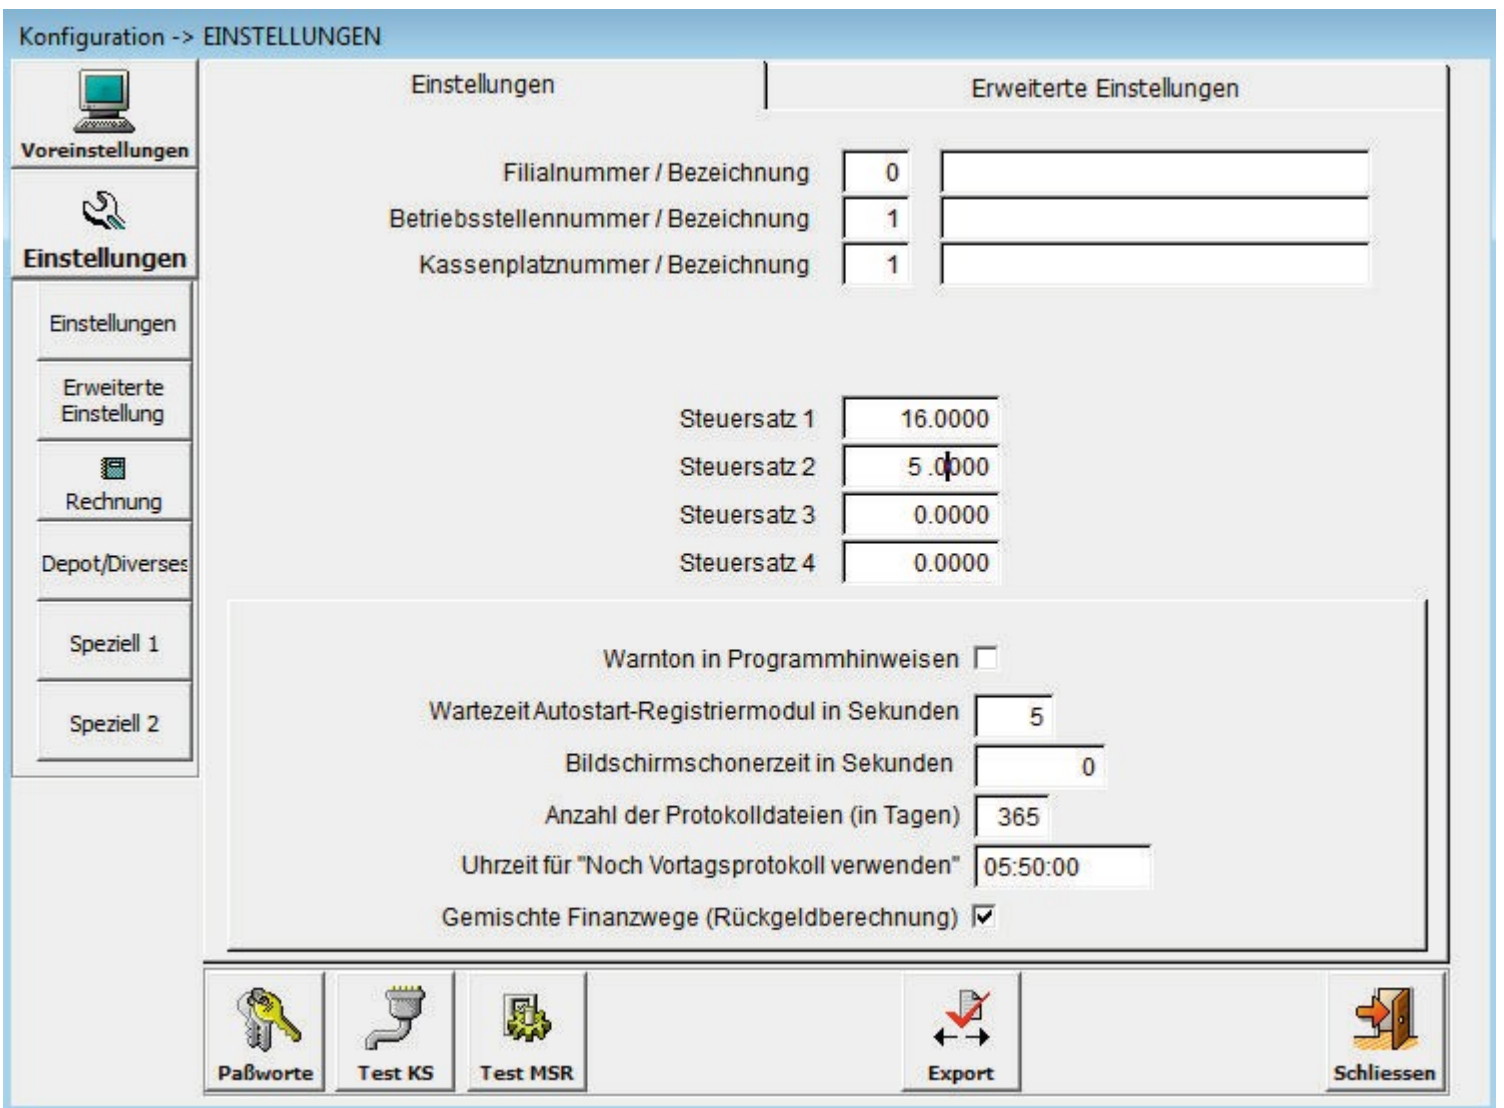 Konfiguration -> EINSTELLUNGEN
Voreinstellungen
Einstellungen
Einstellungen
Erweiterte
Einstellung
Rechnung
Depot/Diverses
Speziell 1
Speziell 2
Einstellungen
Erweiterte Einstellungen
Filialnummer / Bezeichnung 0
Betriebsstellennummer / Bezeichnung 1
Kassenplatznummer / Bezeichnung 1
Steuersatz 1 16.0000
Steuersatz 2 5 .0000
Steuersatz 3 0.0000
Steuersatz 4 0.0000
Warnton in Programmhinweisen
Wartezeit Autostart-Registriermodul in Sekunden 5
Bildschirmschonerzeit in Sekunden 0
Anzahl der Protokolldateien (in Tagen) 365
Uhrzeit für "Noch Vortagsprotokoll verwenden" 05:50:00
Gemischte Finanzwege (Rückgeldberechnung)
Paßworte
Test KS
Test MSR
Export
Schliessen